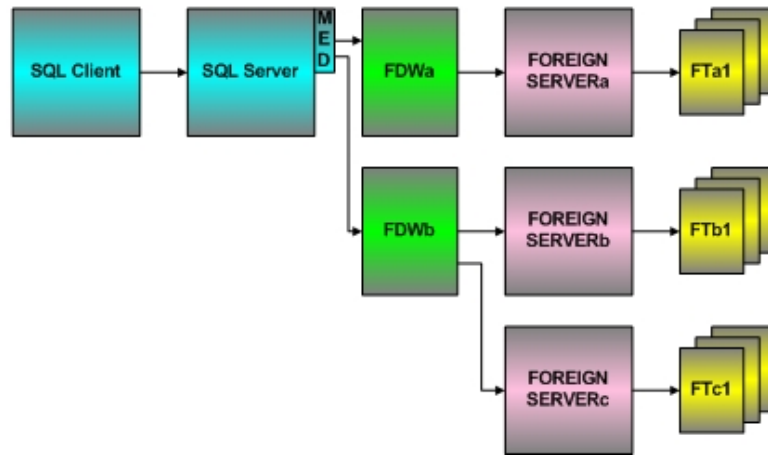 SQL Client
SQL Server
M
E
D
FDWa
FOREIGN
SERVERa
FTa1
FDWb
FOREIGN
SERVERb
FTb1
FOREIGN
SERVERc
FTc1